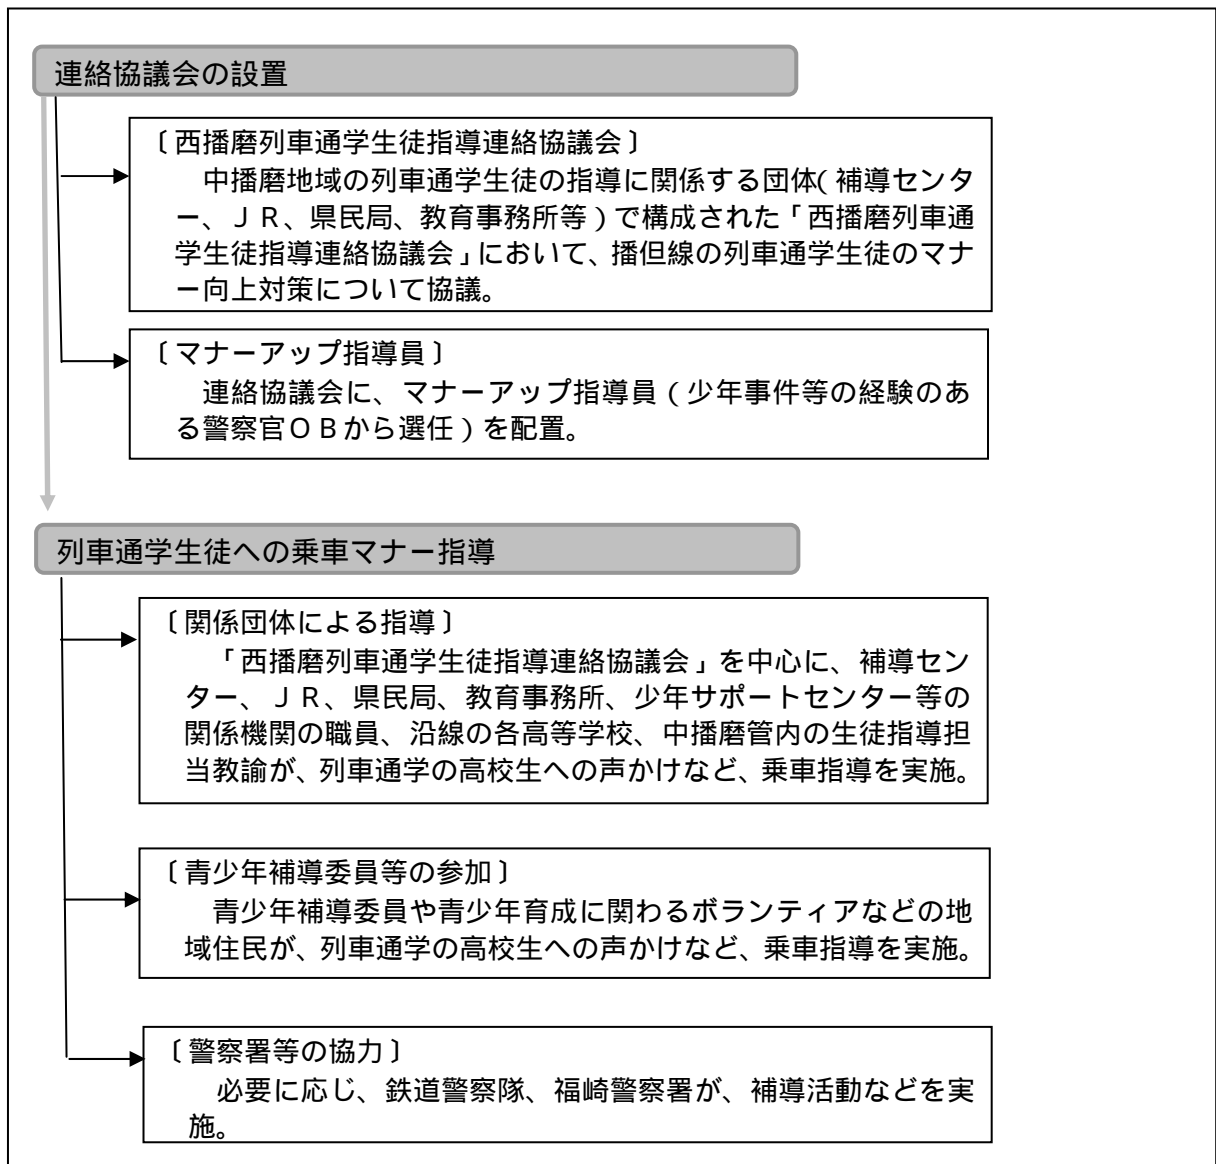 連絡協議会の設置
〔西播磨列車通学生徒指導連絡協議会〕
中播磨地域の列車通学生徒の指導に関係する団体(補導センタ
ー、ＪＲ、県民局、教育事務所等)で構成された「西播磨列車通
学生徒指導連絡協議会」において、播但線の列車通学生徒のマナ
ー向上対策について協議。
〔マナーアップ指導員〕
連絡協議会に、マナーアップ指導員(少年事件等の経験のあ
る警察官ＯＢから選任)を配置。
列車通学生徒への乗車マナー指導
〔関係団体による指導〕
「西播磨列車通学生徒指導連絡協議会」を中心に、補導セン
ター、ＪＲ、県民局、教育事務所、少年サポートセンター等の
関係機関の職員、沿線の各高等学校、中播磨管内の生徒指導担
当教諭が、列車通学の高校生への声かけなど、乗車指導を実施。
〔青少年補導委員等の参加〕
青少年補導委員や青少年育成に関わるボランティアなどの地
域住民が、列車通学の高校生への声かけなど、乗車指導を実施。
〔警察署等の協力〕
必要に応じ、鉄道警察隊、福崎警察署が、補導活動などを実
施。